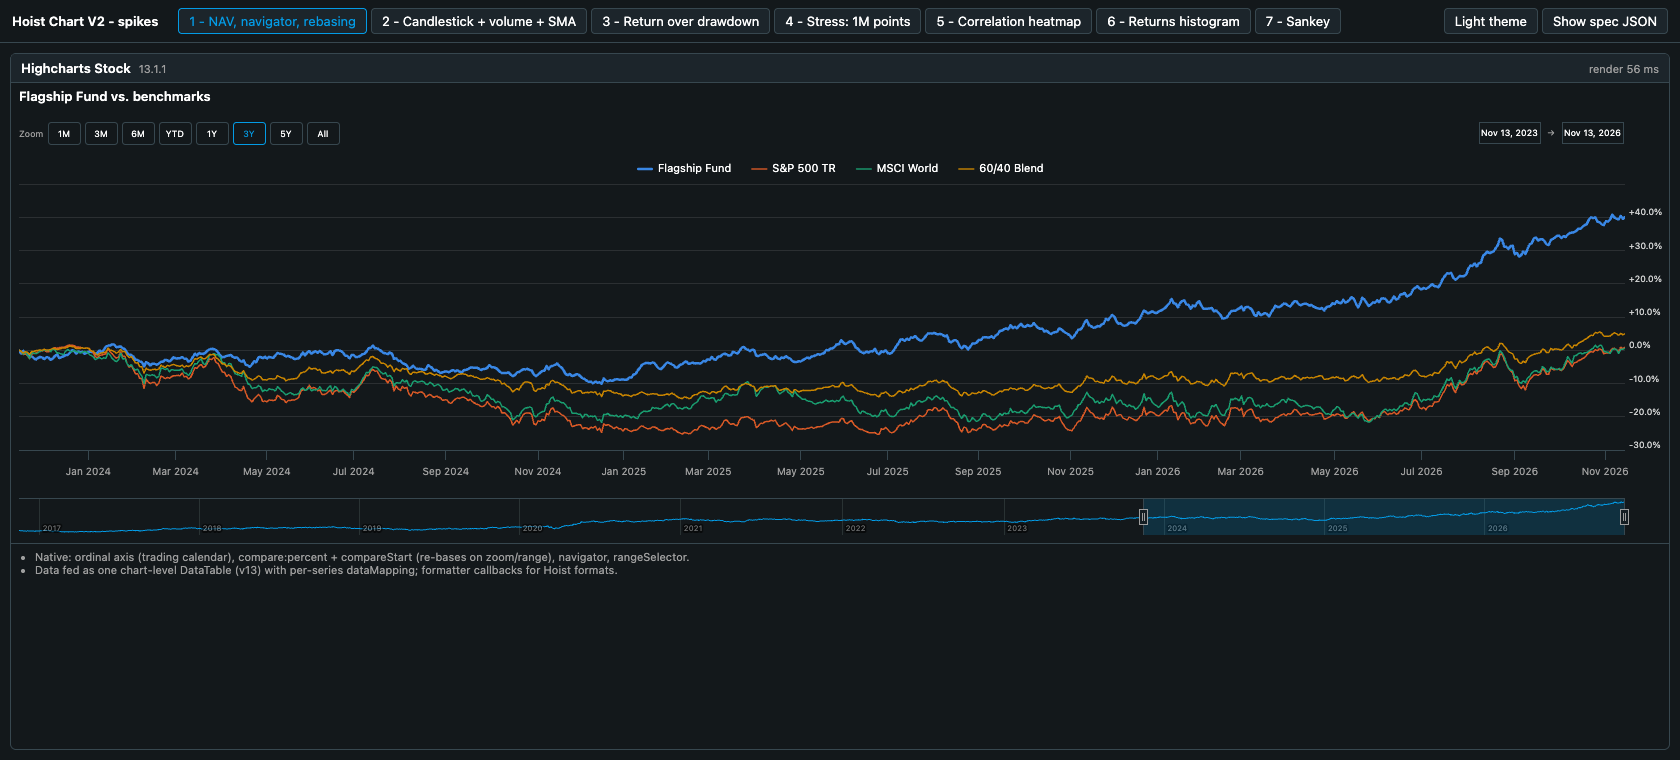 Hoist Chart V2 - spikes
1 - NAV, navigator, rebasing
2 - Candlestick + volume + SMA
3 - Return over drawdown
4 - Stress: 1M points
5 - Correlation heatmap
6 - Returns histogram
7 - Sankey
Light theme
Show spec JSON
Highcharts Stock 13.1.1
render 56 ms
Flagship Fund vs. benchmarks
Zoom 1M 3M 6M YTD 1Y 3Y 5Y All
Nov 13, 2023 → Nov 13, 2026
Flagship Fund S&P 500 TR MSCI World 60/40 Blend
+40.0%
+30.0%
+20.0%
+10.0%
0.0%
-10.0%
-20.0%
-30.0%
Jan 2024 Mar 2024 May 2024 Jul 2024 Sep 2024 Nov 2024 Jan 2025 Mar 2025 May 2025 Jul 2025 Sep 2025 Nov 2025 Jan 2026 Mar 2026 May 2026 Jul 2026 Sep 2026 Nov 2026
2017 2018 2019 2020 2021 2022 2023 2024 2025 2026
• Native: ordinal axis (trading calendar), compare:percent + compareStart (re-bases on zoom/range), navigator, rangeSelector.
• Data fed as one chart-level DataTable (v13) with per-series dataMapping; formatter callbacks for Hoist formats.